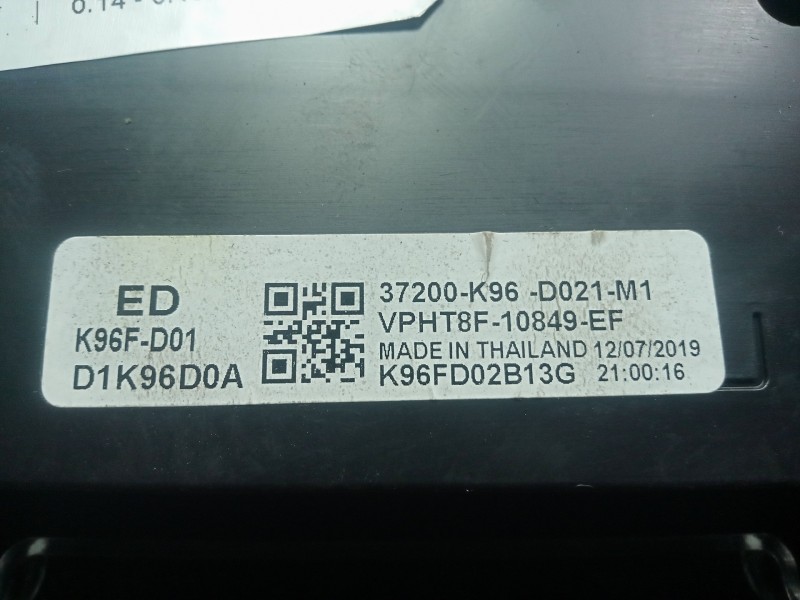 ED
K96F-D01
D1K96D0A
37200-K96 -D021-M1
VPHT8F-10849-EF
MADE IN THAILAND 12/07/2019
K96FD02B13G 21:00:16